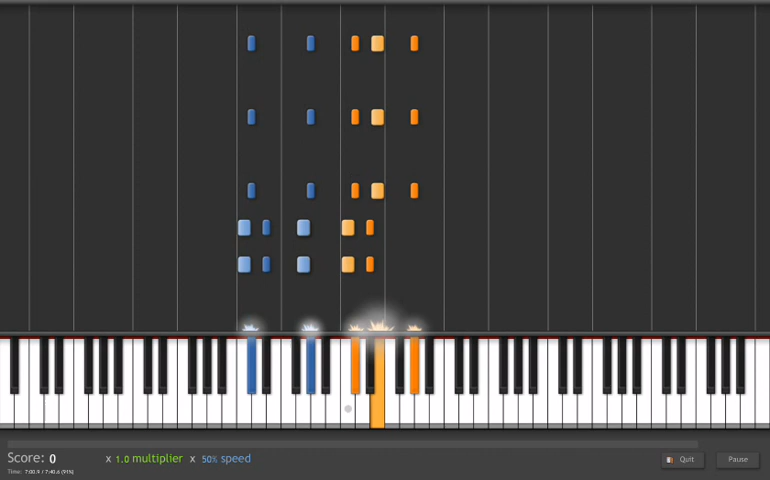 Score: 0 x 1.0 multiplier x 50% speed Quit Pause
Time: 7:00.9 / 7:40.6 (91%)